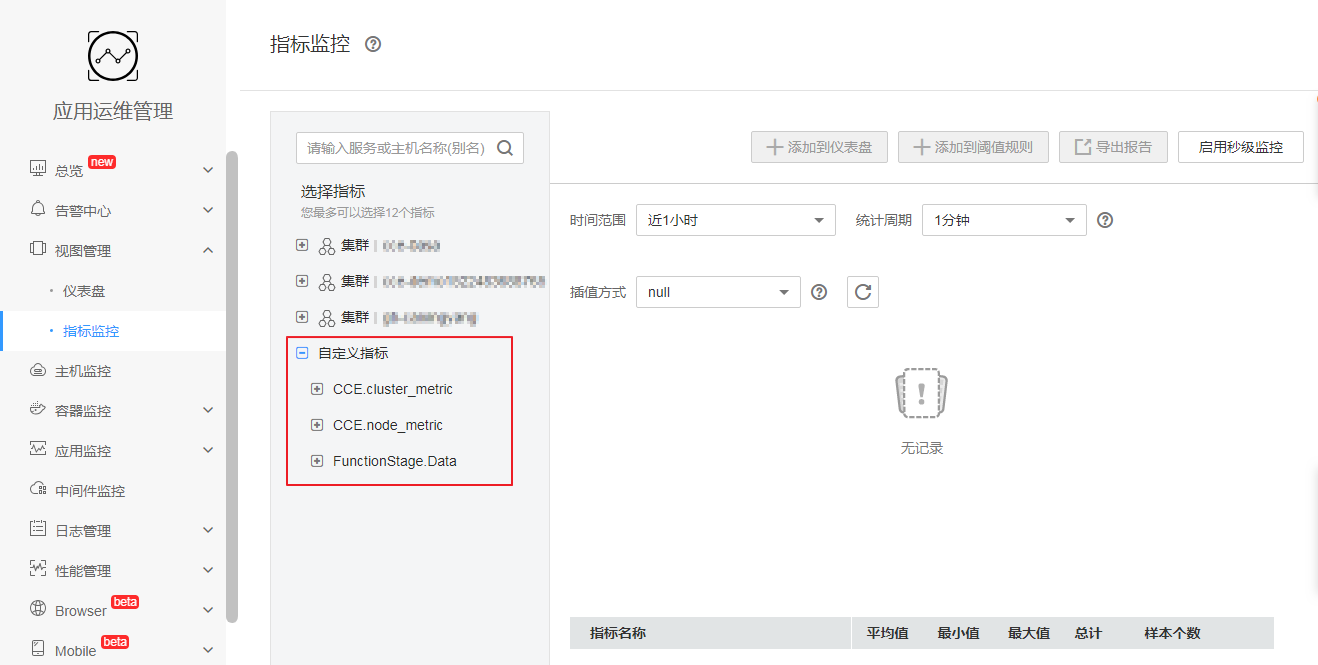 应用运维管理
总览 new
告警中心
视图管理
仪表盘
指标监控
主机监控
容器监控
应用监控
中间件监控
日志管理
性能管理
Browser beta
Mobile beta
指标监控 ?
请输入服务或主机名称(别名)
选择指标
您最多可以选择12个指标
集群
集群
集群
自定义指标
CCE.cluster_metric
CCE.node_metric
FunctionStage.Data
添加到仪表盘 添加到阈值规则 导出报告 启用秒级监控
时间范围 近1小时 统计周期 1分钟 ?
插值方式 null ?
无记录
指标名称 平均值 最小值 最大值 总计 样本个数